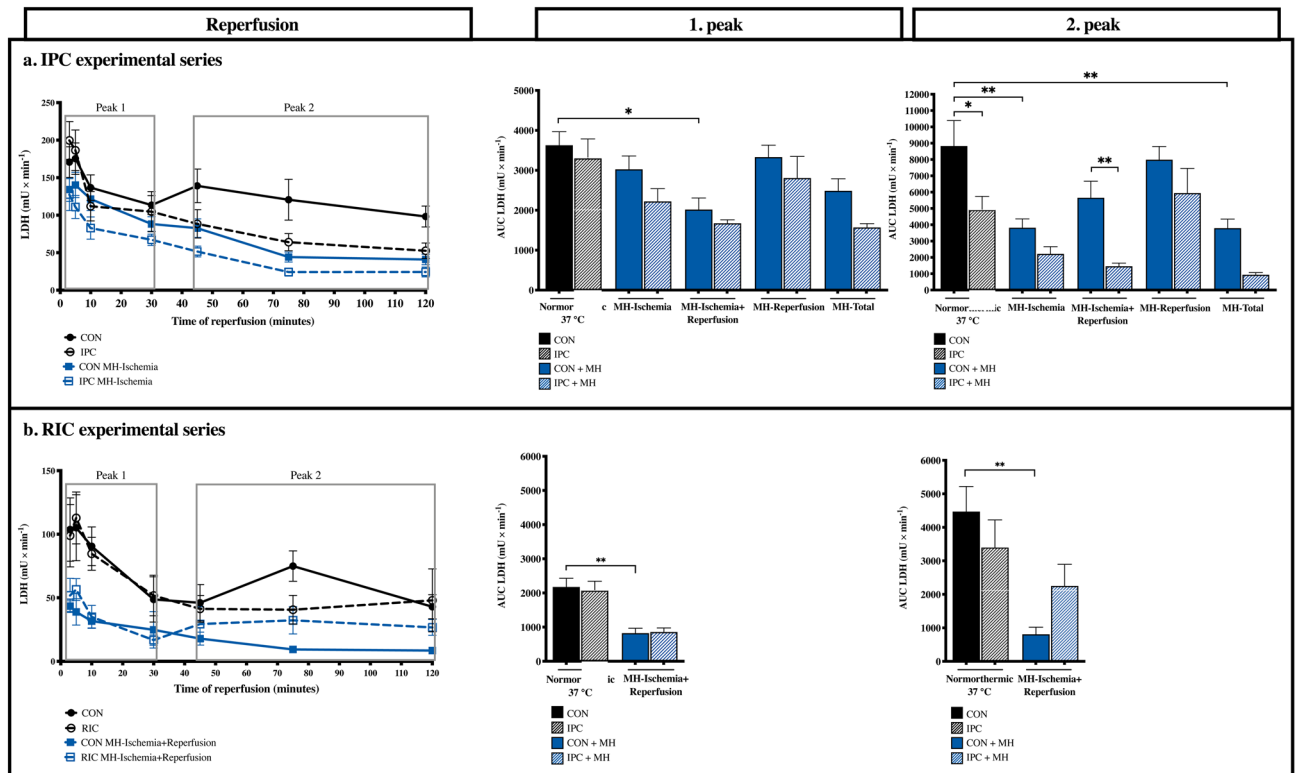 Reperfusion
1. peak
2. peak
a. IPC experimental series
LDH (mU × min-1)
250
200
150
100
50
0
Peak 1
Peak 2
0 10 20 30 40 50 60 70 80 90 100 110 120
Time of reperfusion (minutes)
CON
IPC
CON MH-Ischemia
IPC MH-Ischemia
AUC LDH (mU × min-1)
5000
4000
3000
2000
1000
0
*
Normor c MH-Ischemia MH-Ischemia+ MH-Reperfusion MH-Total
37 °C Reperfusion
CON
IPC
CON + MH
IPC + MH
AUC LDH (mU × min-1)
12000
11000
10000
9000
8000
7000
6000
5000
4000
3000
2000
1000
0
**
**
*
**
Normor ic MH-Ischemia MH-Ischemia+ MH-Reperfusion MH-Total
37 °C Reperfusion
CON
IPC
CON + MH
IPC + MH
b. RIC experimental series
LDH (mU × min-1)
150
100
50
0
Peak 1
Peak 2
0 10 20 30 40 50 60 70 80 90 100 110 120
Time of reperfusion (minutes)
CON
RIC
CON MH-Ischemia+Reperfusion
RIC MH-Ischemia+Reperfusion
AUC LDH (mU × min-1)
6000
5000
4000
3000
2000
1000
0
**
Normor ic MH-Ischemia+
37 °C Reperfusion
CON
IPC
CON + MH
IPC + MH
AUC LDH (mU × min-1)
6000
5000
4000
3000
2000
1000
0
**
Northermic MH-Ischemia+
37 °C Reperfusion
CON
IPC
CON + MH
IPC + MH